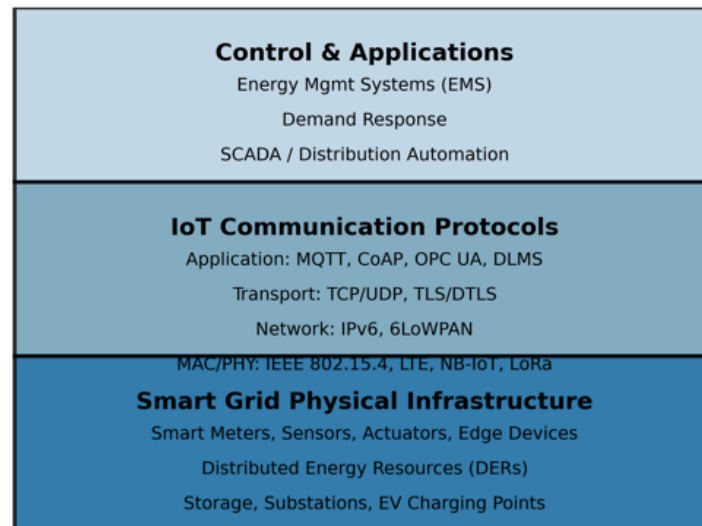 Control & Applications
Energy Mgmt Systems (EMS)
Demand Response
SCADA / Distribution Automation
IoT Communication Protocols
Application: MQTT, CoAP, OPC UA, DLMS
Transport: TCP/UDP, TLS/DTLS
Network: IPv6, 6LoWPAN
MAC/PHY: IEEE 802.15.4, LTE, NB-IoT, LoRa
Smart Grid Physical Infrastructure
Smart Meters, Sensors, Actuators, Edge Devices
Distributed Energy Resources (DERs)
Storage, Substations, EV Charging Points